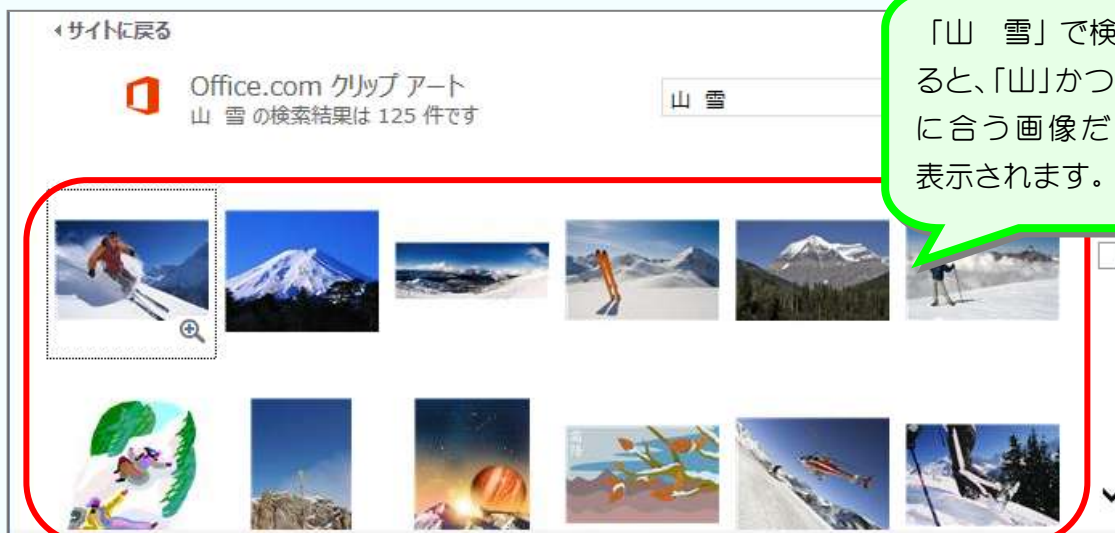 サイトに戻る
Office.com クリップ アート
山 雪 の検索結果は 125 件です
山 雪
「山 雪」で検
ると、「山」かつ
に合う画像だ
表示されます。